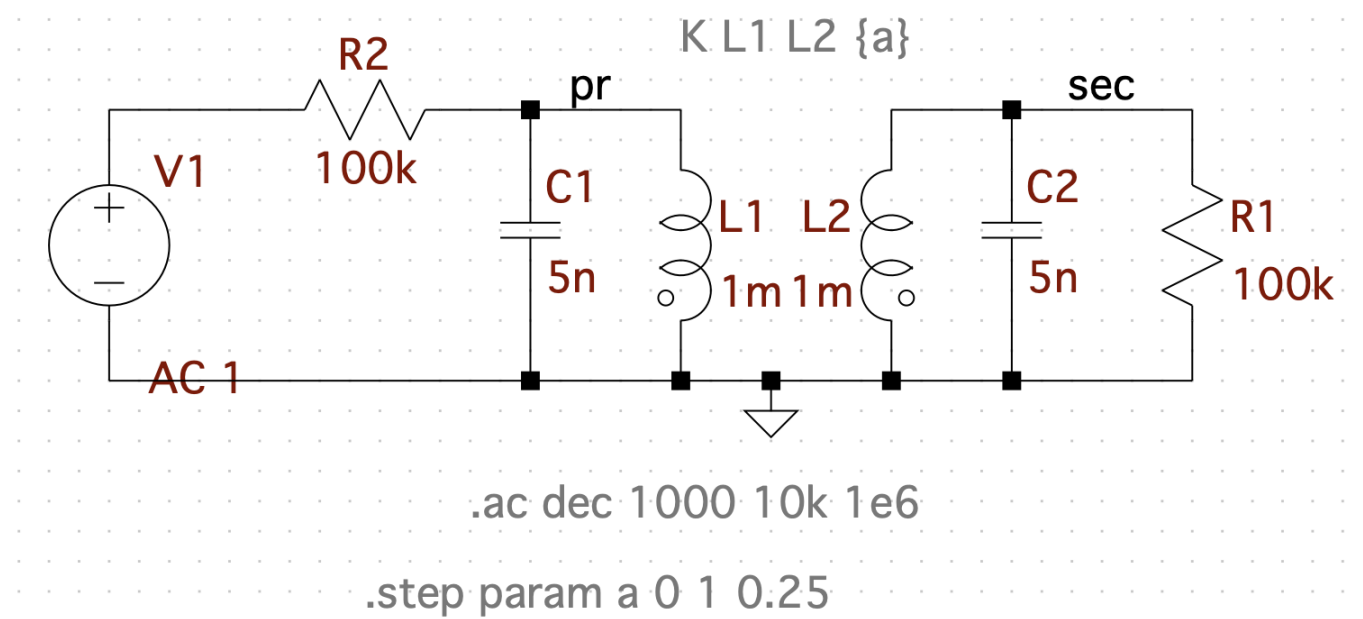 K L1 L2 {a}
R2
pr
sec
V1
100k
C1
C2
L1
L2
R1
5n
1m
1m
5n
100k
AC 1
.ac dec 1000 10k 1e6
.step param a 0 1 0.25